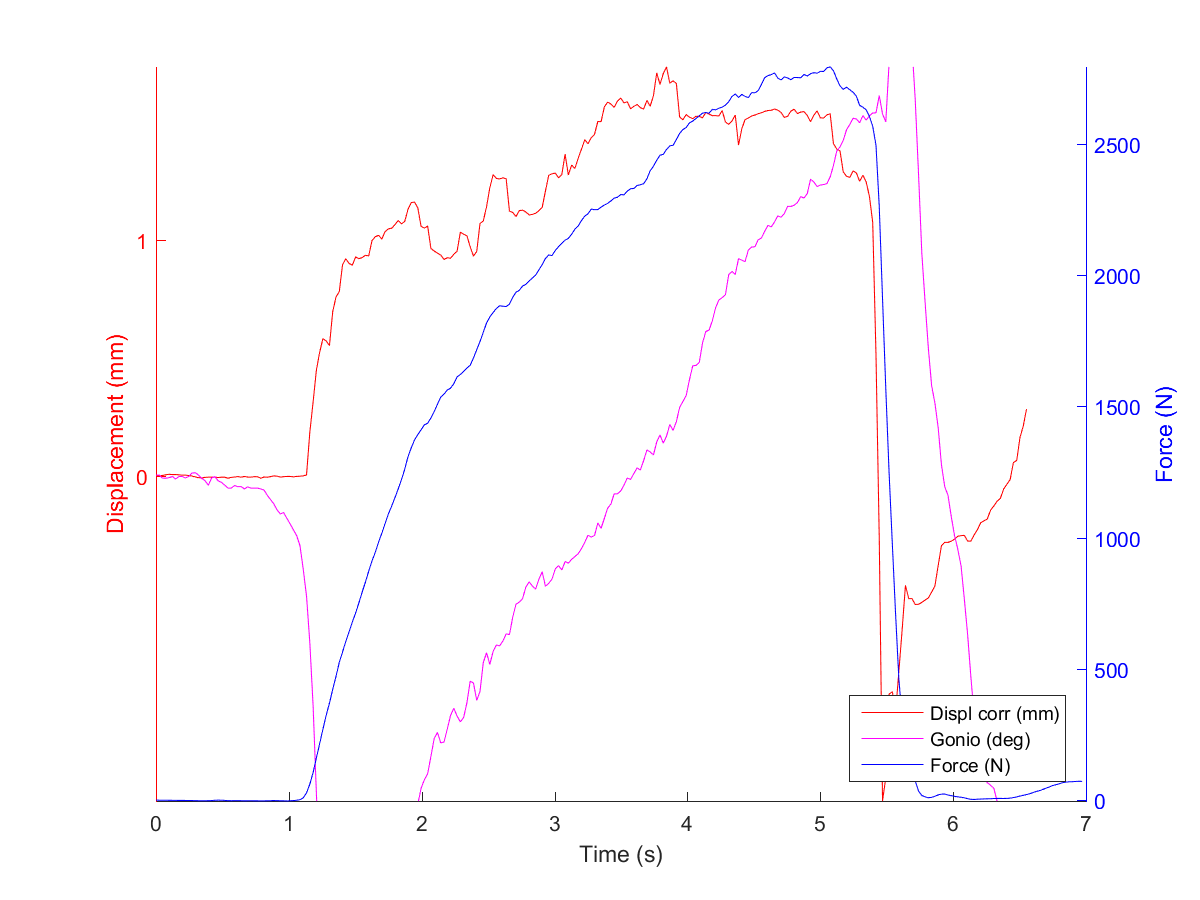 Displacement (mm)
1
0
Force (N)
2500
2000
1500
1000
500
0
Displ corr (mm)
Gonio (deg)
Force (N)
0 1 2 3 4 5 6 7
Time (s)